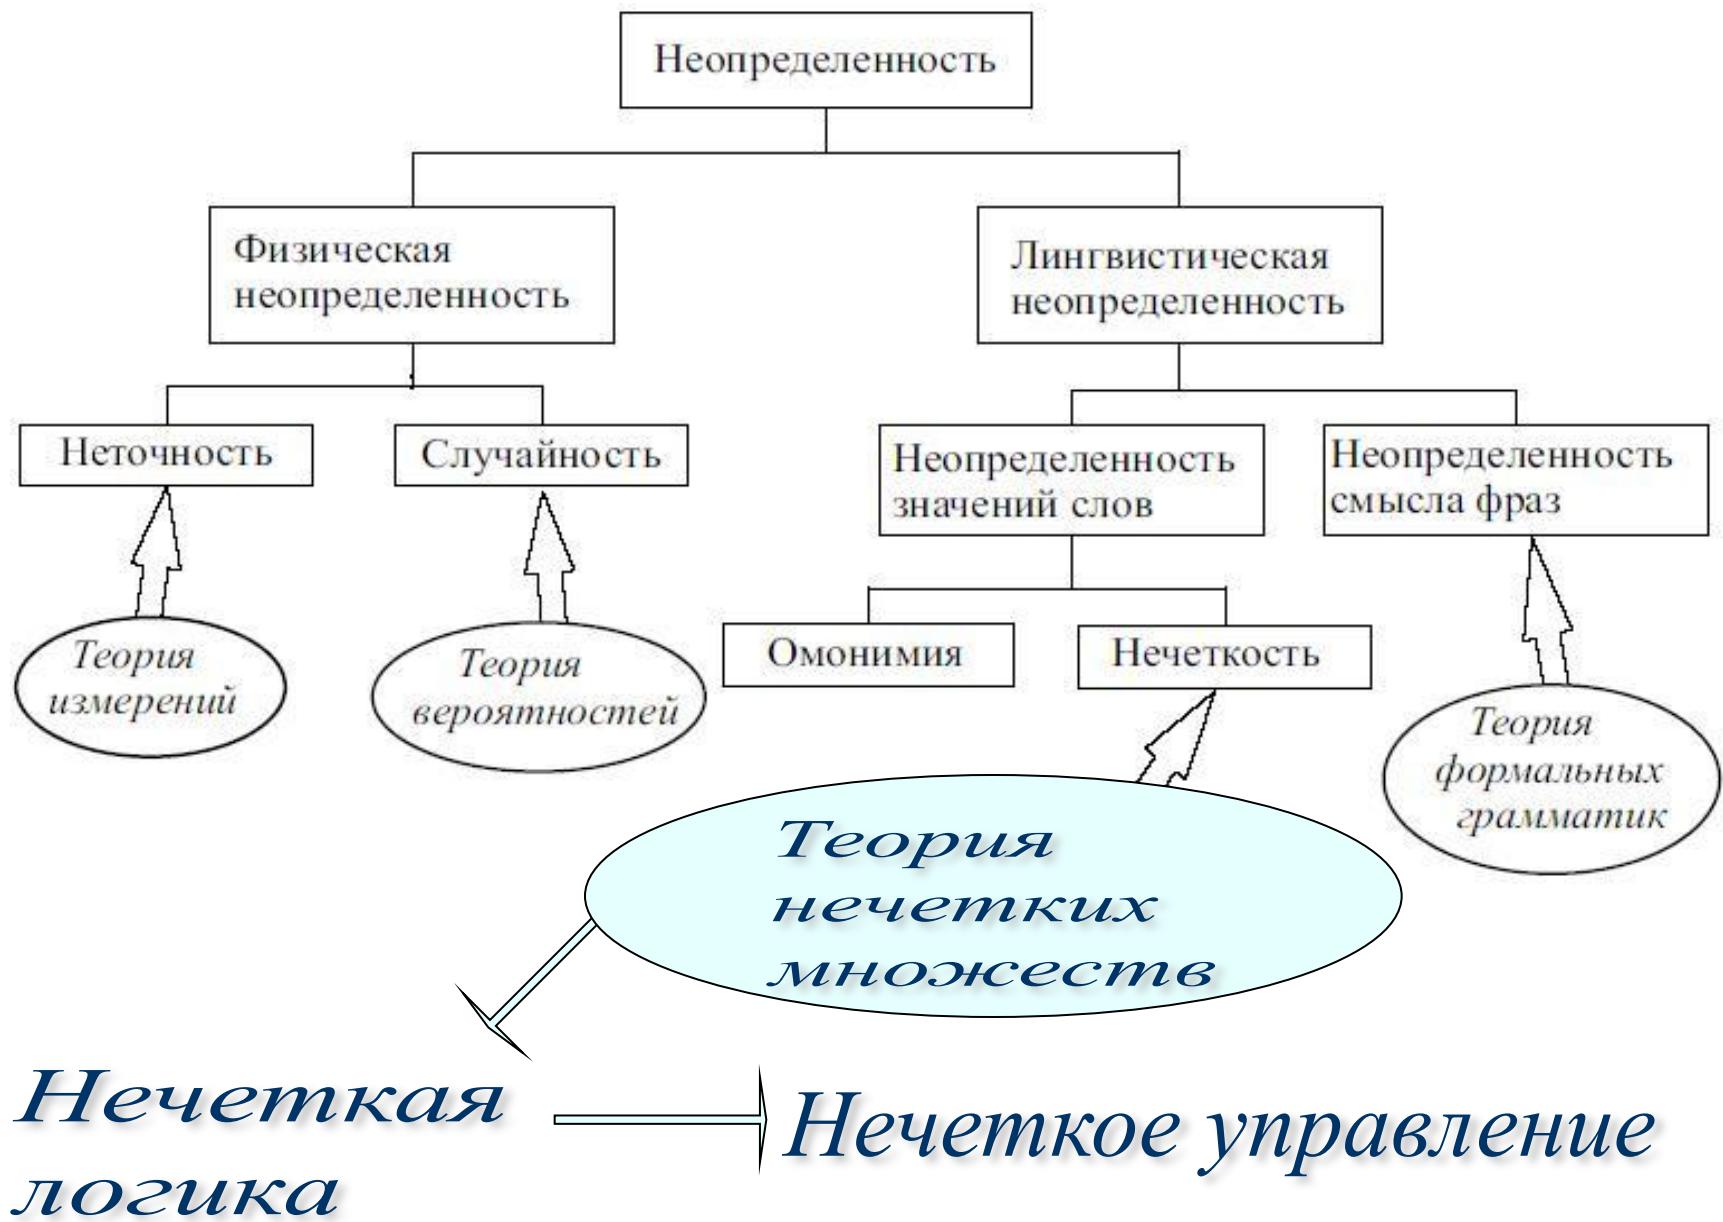 Неопределенность
Физическая
неопределенность
Лингвистическая
неопределенность
Неточность
Случайность
Неопределенность
значений слов
Неопределенность
смысла фраз
Омонимия
Нечеткость
Теория
измерений
Теория
вероятностей
Теория
формальных
грамматик
Теория
нечетких
множеств
Нечеткая
логика
Нечеткое управление